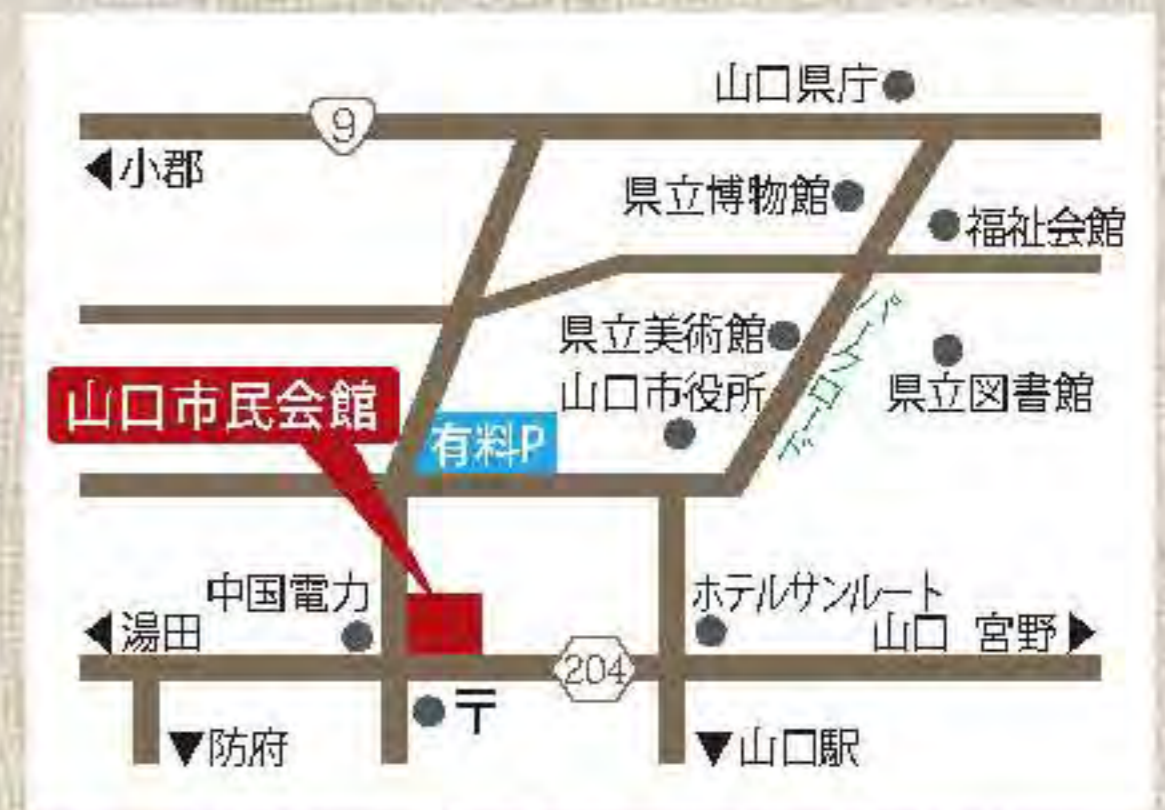 山口県庁
9
小郡
県立博物館
福祉会館
県立美術館
パークロード
山口市役所
県立図書館
山口市民会館
有料P
中国電力
ホテルサンルート
湯田
山口 宮野
204
〒
防府
山口駅